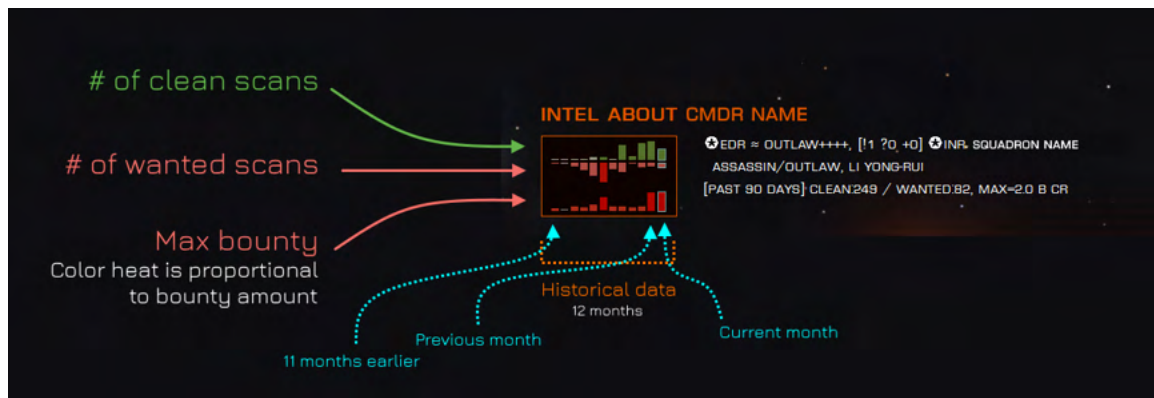 # of clean scans
# of wanted scans
Max bounty
Color heat is proportional
to bounty amount
INTEL ABOUT CMDR NAME
EDR ≈ OUTLAW++++, [!1 ?0, +0] INR: SQUADRON NAME
ASSASSIN/OUTLAW, LI YONG-RUI
[PAST 90 DAYS]: CLEAN:249 / WANTED:82, MAX=2.0 B CR
Historical data
12 months
11 months earlier
Previous month
Current month